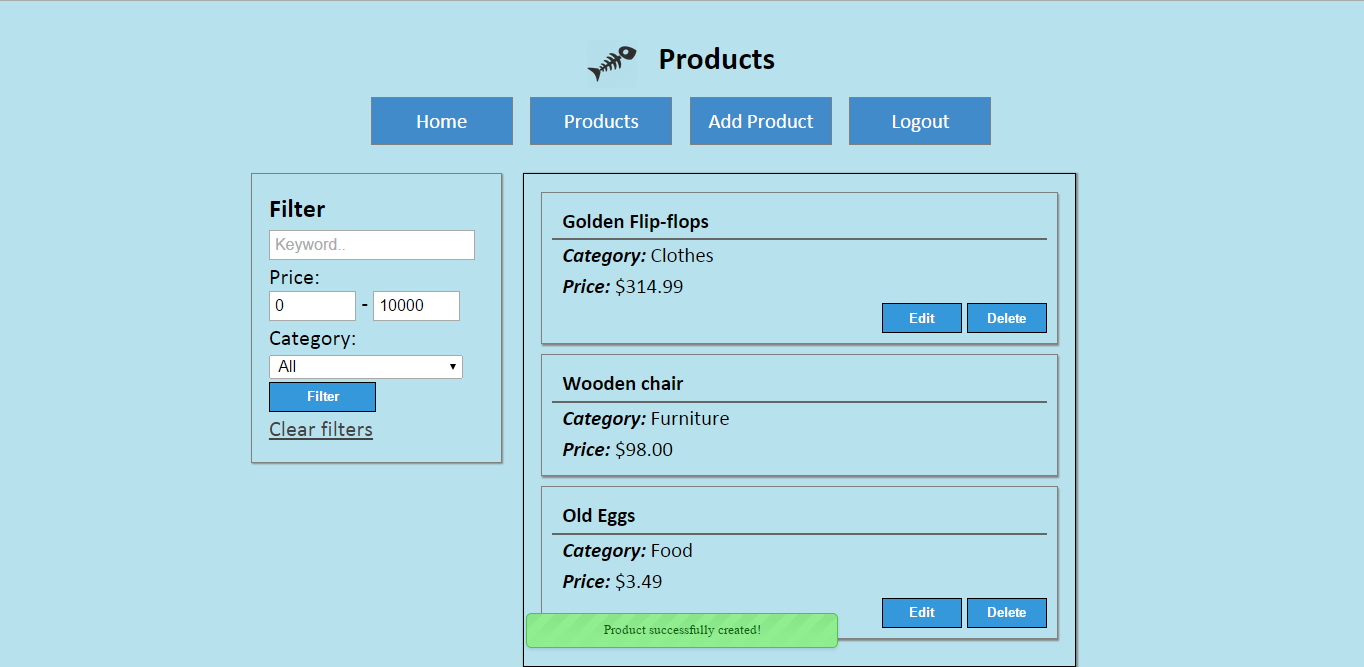 Products
Home Products Add Product Logout
Filter
Keyword..
Price:
0 - 10000
Category:
All
Filter
Clear filters
Golden Flip-flops
Category: Clothes
Price: $314.99
Edit Delete
Wooden chair
Category: Furniture
Price: $98.00
Old Eggs
Category: Food
Price: $3.49
Edit Delete
Product successfully created!